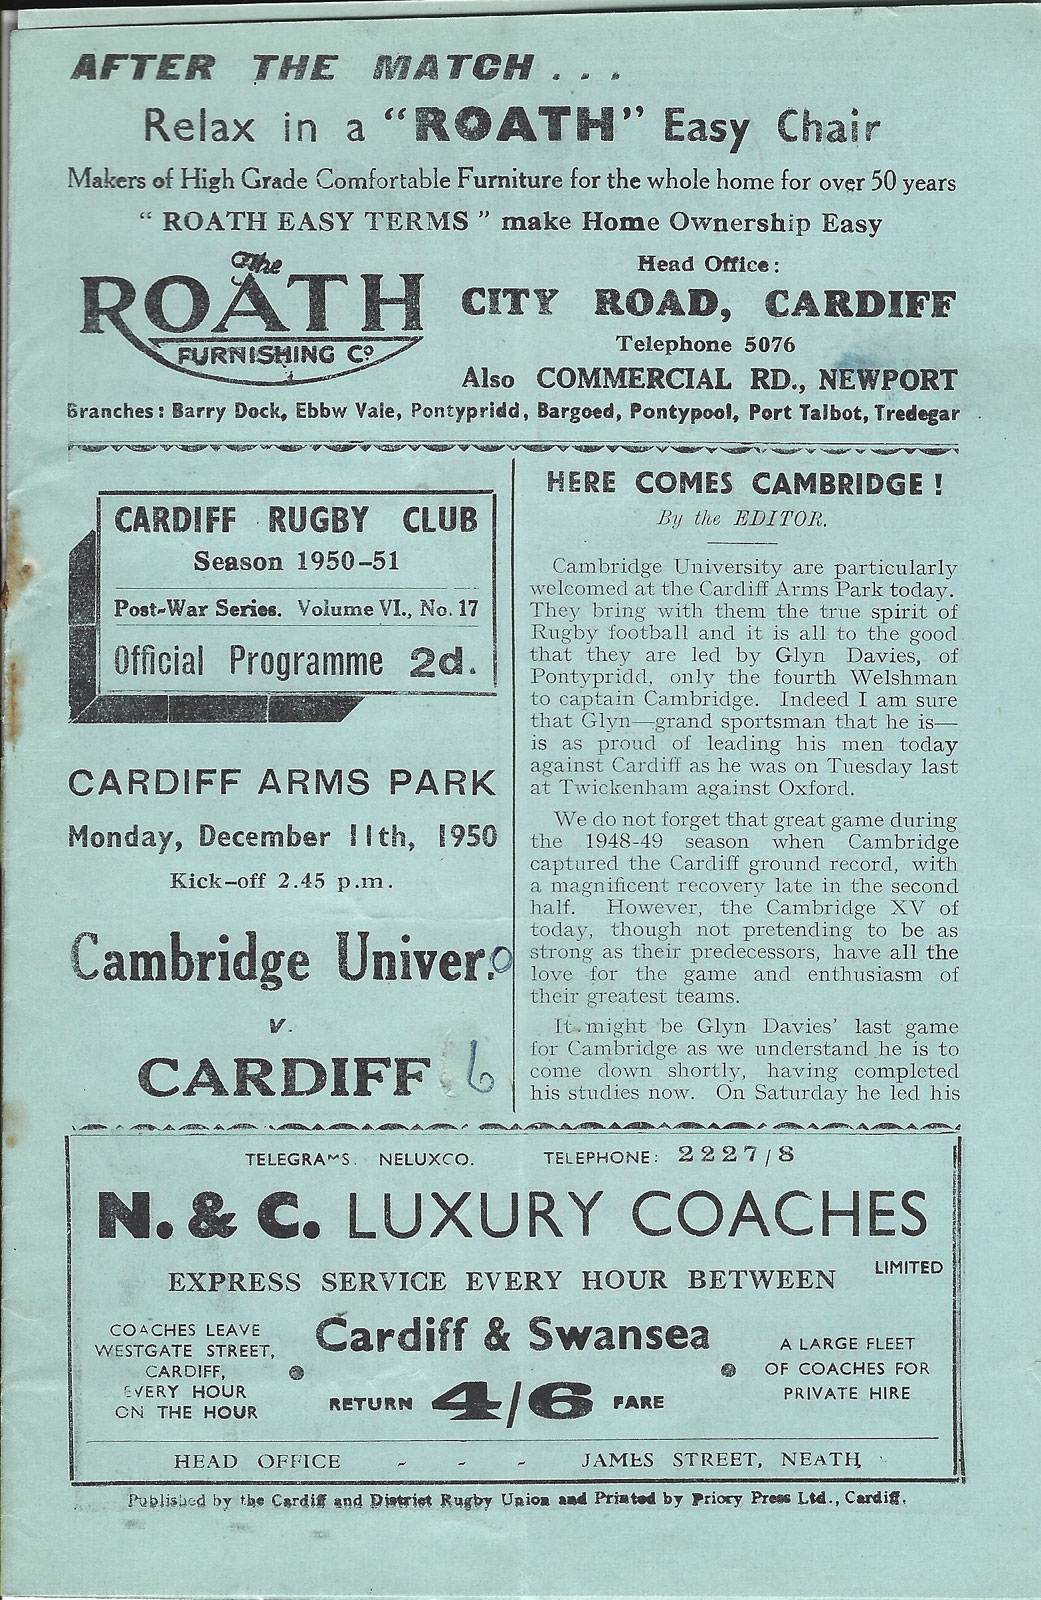 AFTER THE MATCH . . .
Relax in a “ROATH” Easy Chair
Makers of High Grade Comfortable Furniture for the whole home for over 50 years
“ ROATH EASY TERMS ” make Home Ownership Easy
The
ROATH
FURNISHING Cº
Head Office:
CITY ROAD, CARDIFF
Telephone 5076
Also COMMERCIAL RD., NEWPORT
Branches: Barry Dock, Ebbw Vale, Pontypridd, Bargoed, Pontypool, Port Talbot, Tredegar
CARDIFF RUGBY CLUB
Season 1950-51
Post-War Series. Volume VI., No. 17
Official Programme 2d.
CARDIFF ARMS PARK
Monday, December 11th, 1950
Kick-off 2.45 p.m.
Cambridge Univer. 0
v.
CARDIFF 6
HERE COMES CAMBRIDGE !
By the EDITOR.
Cambridge University are particularly
welcomed at the Cardiff Arms Park today.
They bring with them the true spirit of
Rugby football and it is all to the good
that they are led by Glyn Davies, of
Pontypridd, only the fourth Welshman
to captain Cambridge. Indeed I am sure
that Glyn—grand sportsman that he is—
is as proud of leading his men today
against Cardiff as he was on Tuesday last
at Twickenham against Oxford.
We do not forget that great game during
the 1948-49 season when Cambridge
captured the Cardiff ground record, with
a magnificent recovery late in the second
half. However, the Cambridge XV of
today, though not pretending to be as
strong as their predecessors, have all the
love for the game and enthusiasm of
their greatest teams.
It might be Glyn Davies’ last game
for Cambridge as we understand he is to
come down shortly, having completed
his studies now. On Saturday he led his
TELEGRAMS. NELUXCO. TELEPHONE: 2227/8
N. & C. LUXURY COACHES
LIMITED
EXPRESS SERVICE EVERY HOUR BETWEEN
COACHES LEAVE
WESTGATE STREET,
CARDIFF,
EVERY HOUR
ON THE HOUR
Cardiff & Swansea
RETURN 4/6 FARE
A LARGE FLEET
OF COACHES FOR
PRIVATE HIRE
HEAD OFFICE - - - JAMES STREET, NEATH
Published by the Cardiff and District Rugby Union and Printed by Priory Press Ltd., Cardiff.